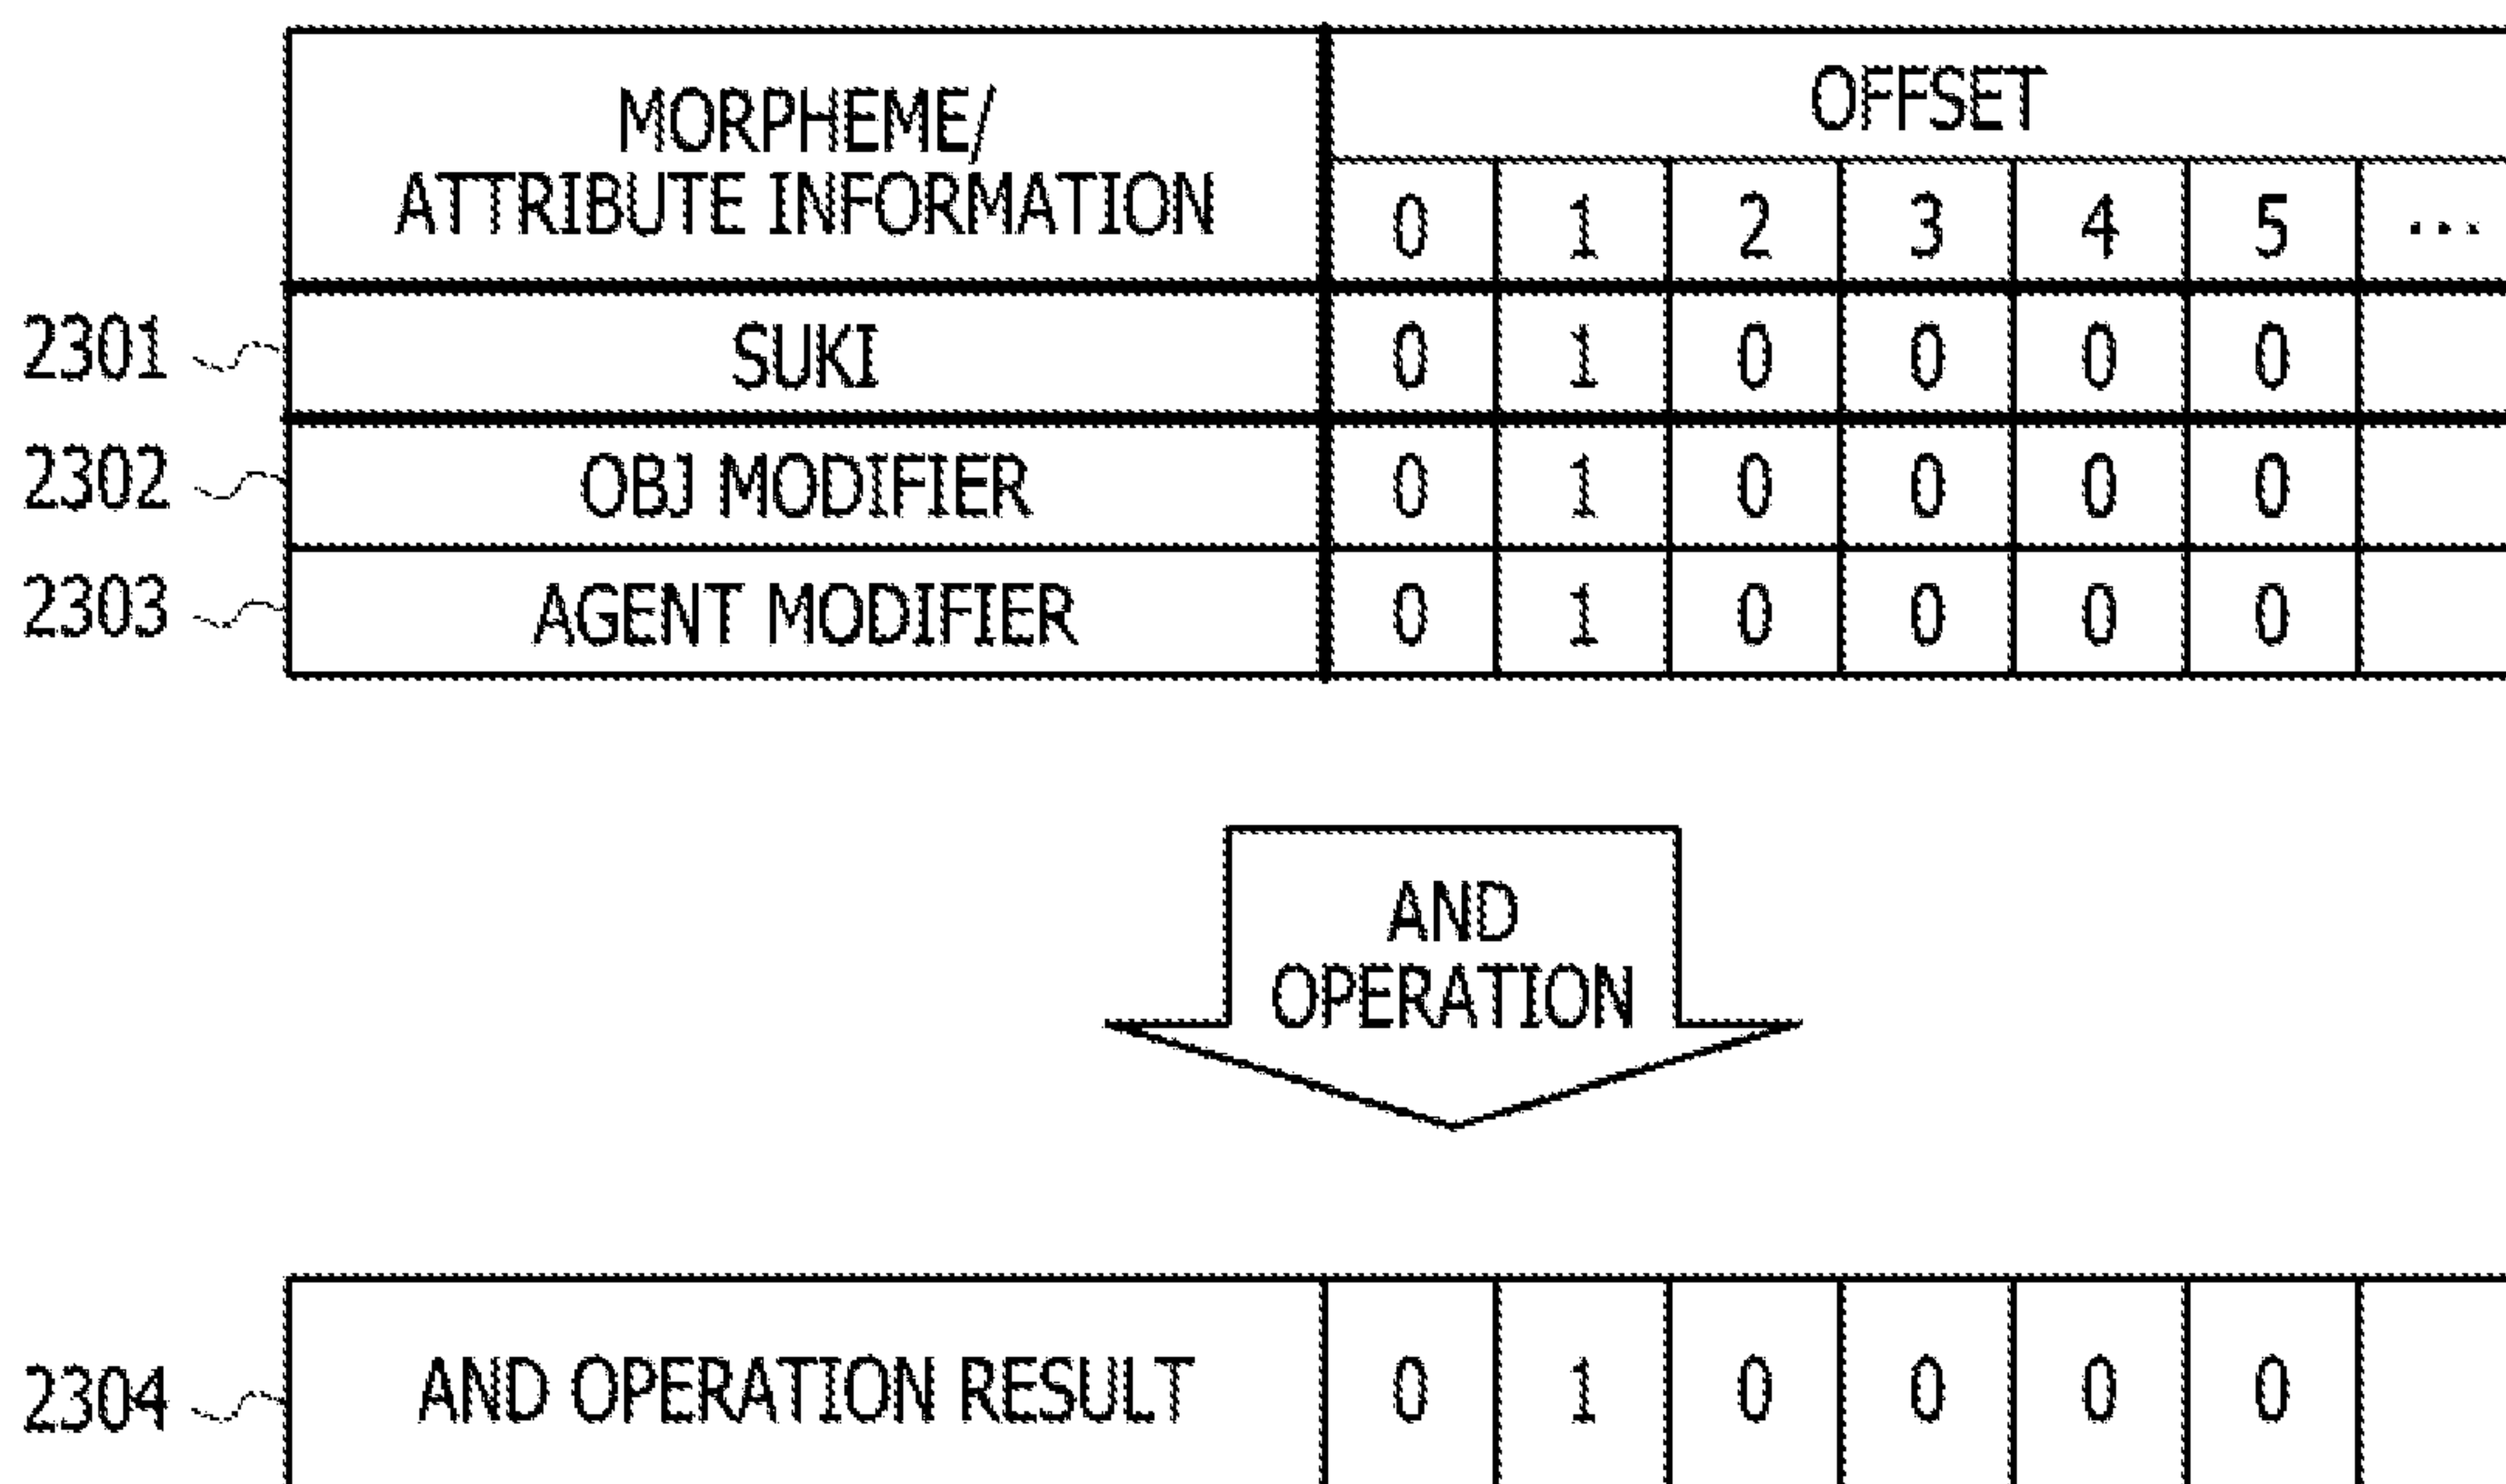 MORPHEME/
ATTRIBUTE INFORMATION
OFFSET
0 1 2 3 4 5 ...
2301 SUKI 0 1 0 0 0 0
2302 OBJ MODIFIER 0 1 0 0 0 0
2303 AGENT MODIFIER 0 1 0 0 0 0
AND
OPERATION
2304 AND OPERATION RESULT 0 1 0 0 0 0